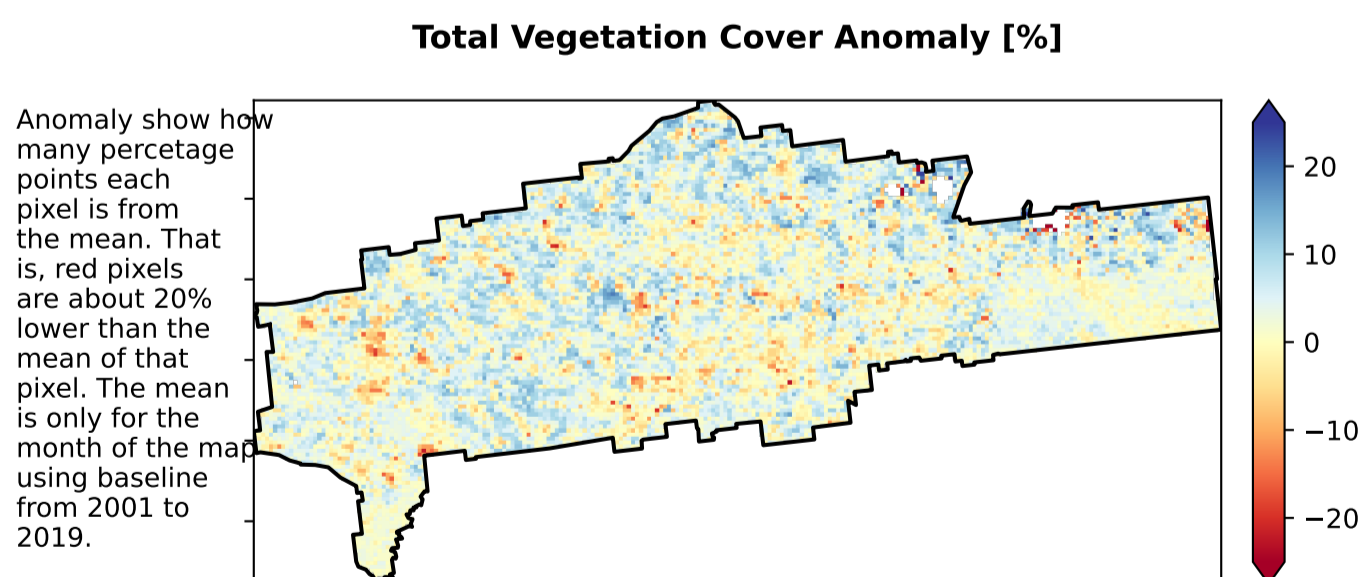 Total Vegetation Cover Anomaly [%]
Anomaly show how
many percetage
points each
pixel is from
the mean. That
is, red pixels
are about 20%
lower than the
mean of that
pixel. The mean
is only for the
month of the map
using baseline
from 2001 to
2019.
20
10
0
−10
−20